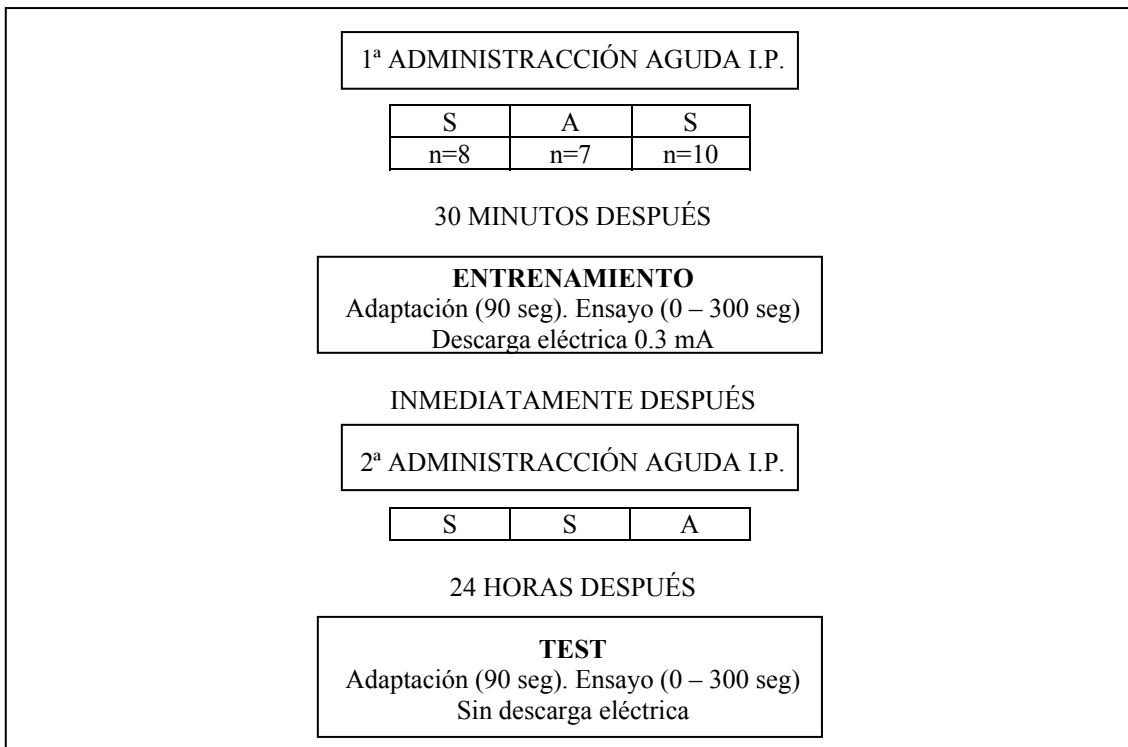 1ª ADMINISTRACCIÓN AGUDA I.P.
S A S
n=8 n=7 n=10
30 MINUTOS DESPUÉS
ENTRENAMIENTO
Adaptación (90 seg). Ensayo (0 – 300 seg)
Descarga eléctrica 0.3 mA
INMEDIATAMENTE DESPUÉS
2ª ADMINISTRACCIÓN AGUDA I.P.
S S A
24 HORAS DESPUÉS
TEST
Adaptación (90 seg). Ensayo (0 – 300 seg)
Sin descarga eléctrica